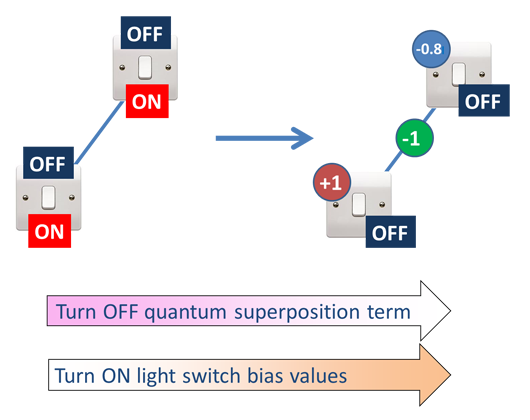 OFF
ON
OFF
ON
-0.8
OFF
-1
+1
OFF
Turn OFF quantum superposition term
Turn ON light switch bias values